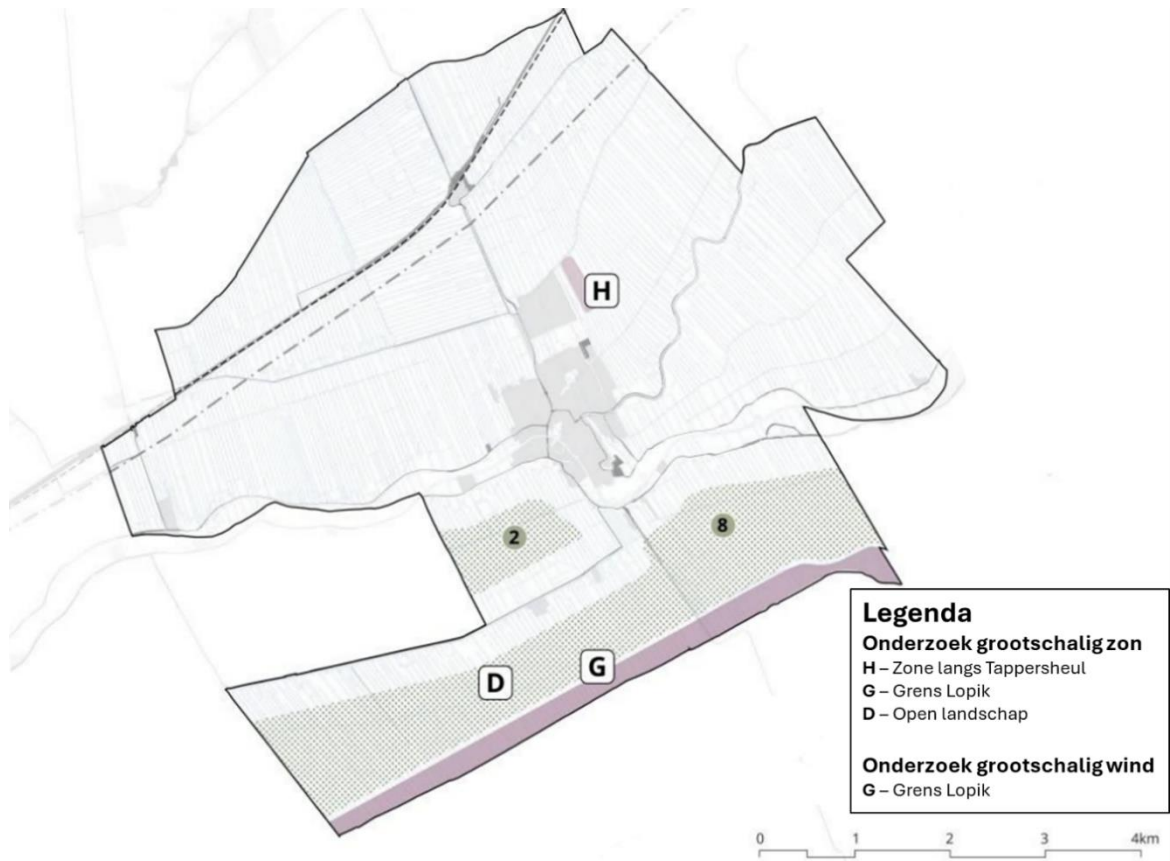 H
2
8
D
G
Legenda
Onderzoek grootschalig zon
H – Zone langs Tappersheul
G – Grens Lopik
D – Open landschap
Onderzoek grootschalig wind
G – Grens Lopik
0 1 2 3 4km